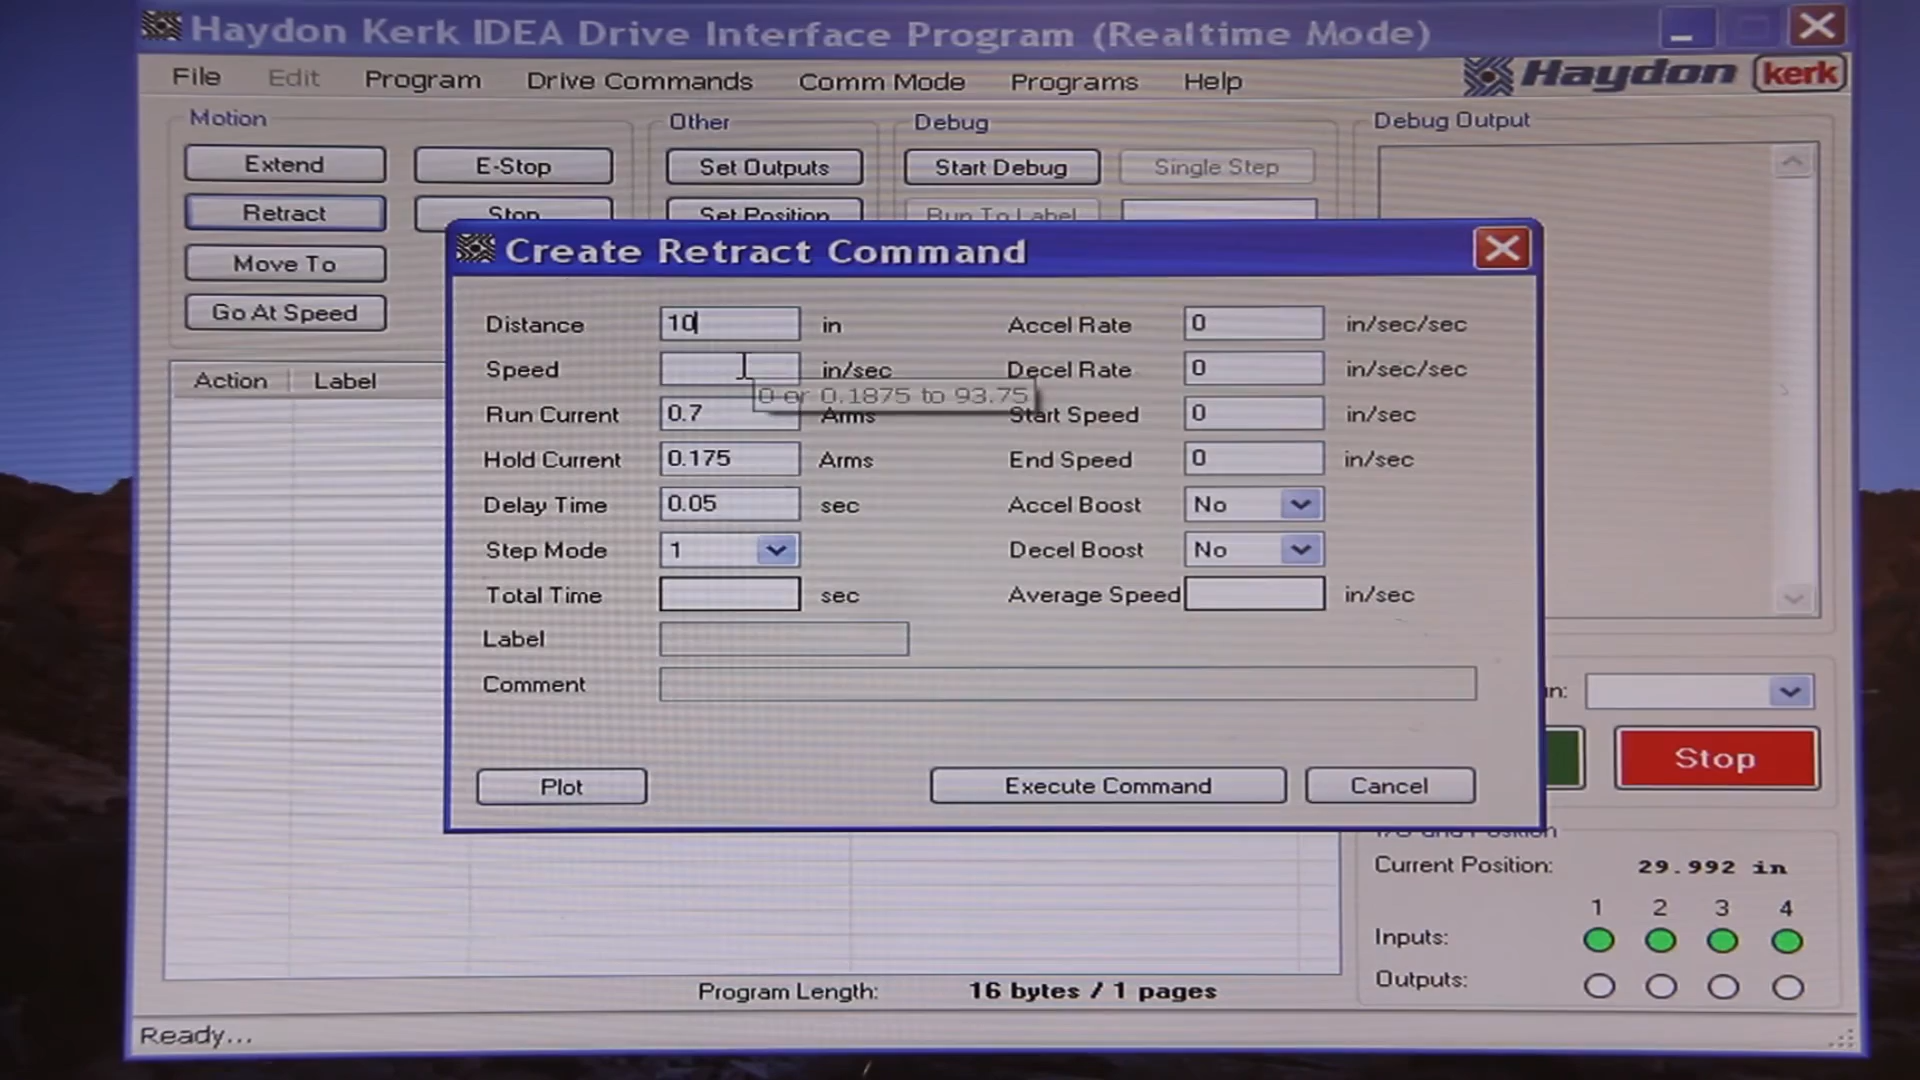 Haydon Kerk IDEA Drive Interface Program (Realtime Mode)
File Edit Program Drive Commands Comm Mode Programs Help
Haydon kerk
Motion
Other
Debug
Debug Output
Extend
E-Stop
Set Outputs
Start Debug
Single Step
Retract
Stop
Set Position
Run To Label
Move To
Go At Speed
Action
Label
Create Retract Command
Distance 10 in
Accel Rate 0 in/sec/sec
Speed in/sec
Decel Rate 0 in/sec/sec
0 or 0.1875 to 93.75
Run Current 0.7 Arms
Start Speed 0 in/sec
Hold Current 0.175 Arms
End Speed 0 in/sec
Delay Time 0.05 sec
Accel Boost No
Step Mode 1
Decel Boost No
Total Time sec
Average Speed in/sec
Label
Comment
Plot
Execute Command
Cancel
Stop
Current Position: 29.992 in
1 2 3 4
Inputs:
Outputs:
Program Length: 16 bytes / 1 pages
Ready...